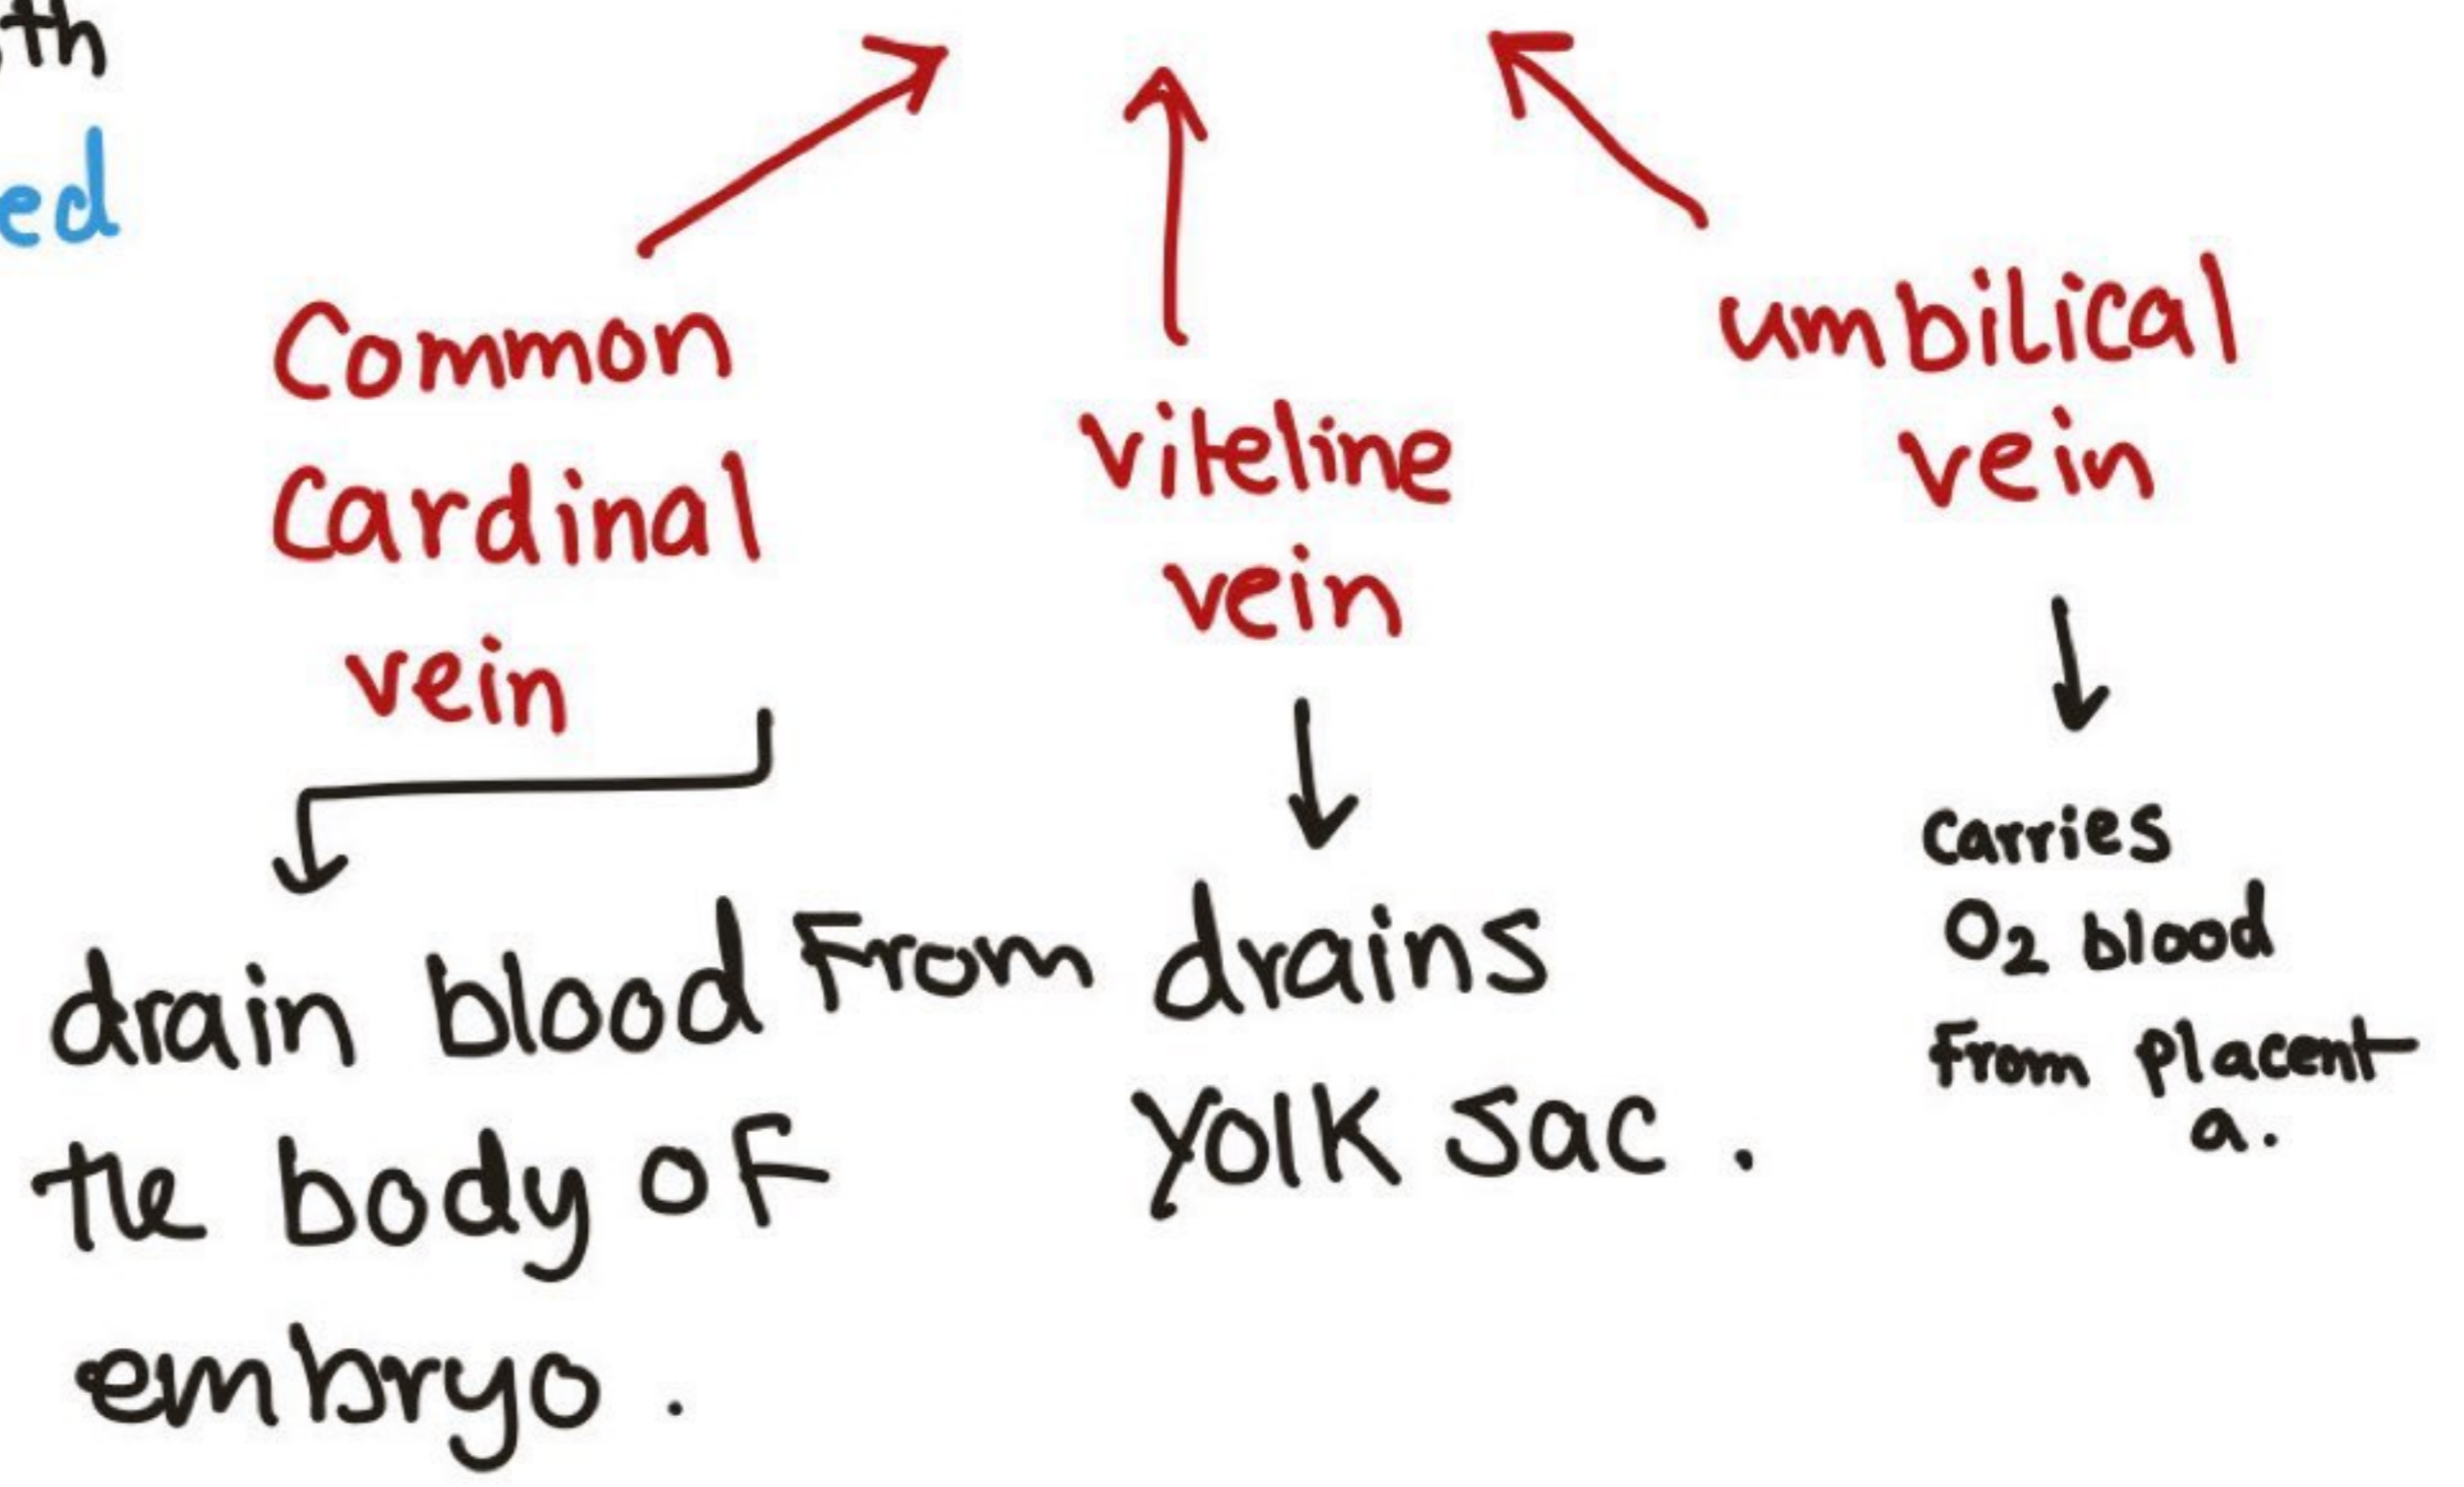 th
ed
Common
Cardinal
vein
viteline
vein
umbilical
vein
drain blood From
the body of
embryo .
drains
Yolk sac .
carries
O2 blood
From placent
a.